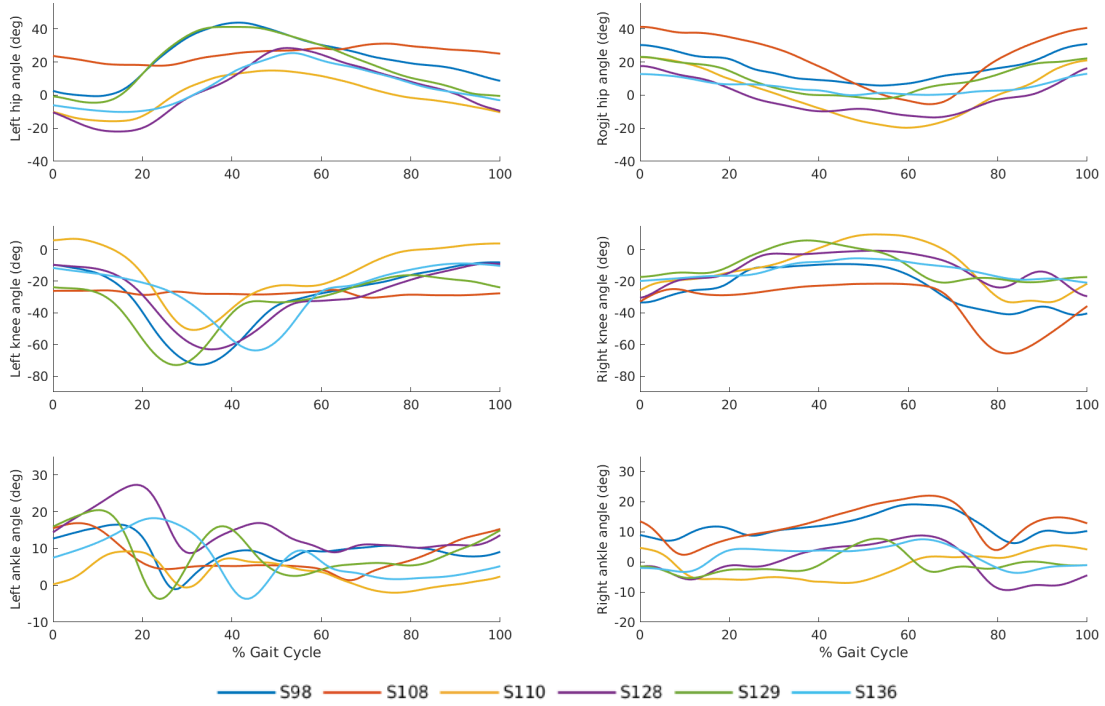 Left hip angle (deg)
40
20
0
-20
-40
0 20 40 60 80 100
Rogjt hip angle (deg)
40
20
0
-20
-40
0 20 40 60 80 100
Left knee angle (deg)
0
-20
-40
-60
-80
0 20 40 60 80 100
Right knee angle (deg)
0
-20
-40
-60
-80
0 20 40 60 80 100
Left ankle angle (deg)
30
20
10
0
-10
0 20 40 60 80 100
% Gait Cycle
Right ankle angle (deg)
30
20
10
0
-10
-20
0 20 40 60 80 100
% Gait Cycle
S98 S108 S110 S128 S129 S136